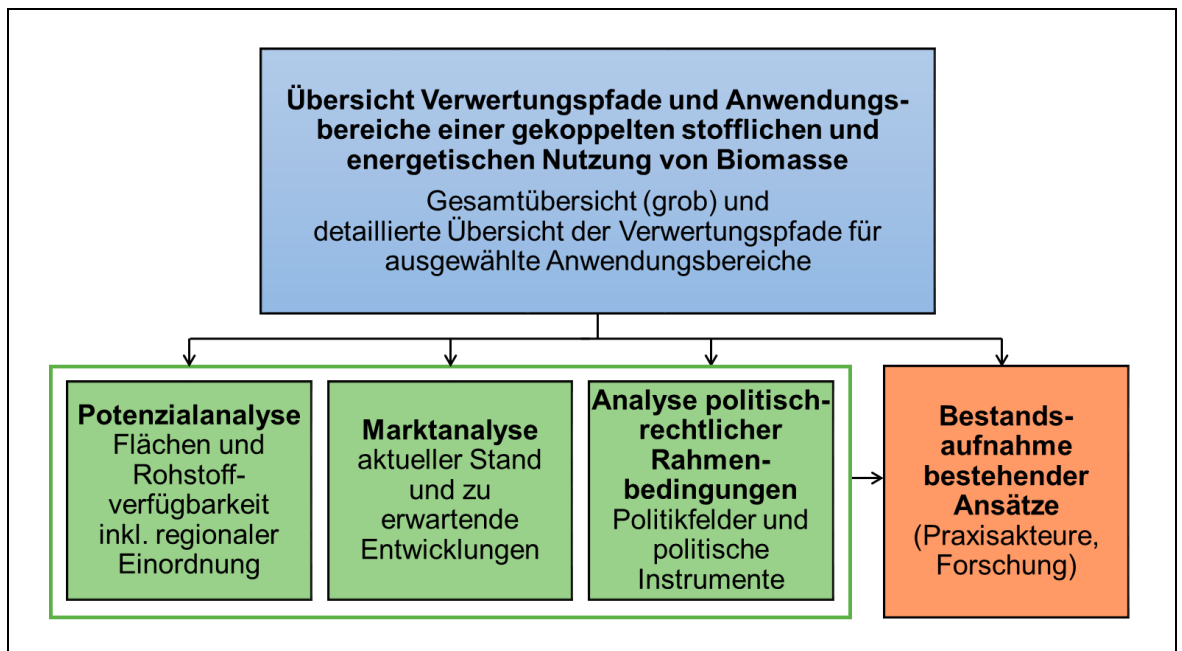 Übersicht Verwertungspfade und Anwendungs-
bereiche einer gekoppelten stofflichen und
energetischen Nutzung von Biomasse
Gesamtübersicht (grob) und
detaillierte Übersicht der Verwertungspfade für
ausgewählte Anwendungsbereiche
Potenzialanalyse
Flächen und
Rohstoff-
verfügbarkeit
inkl. regionaler
Einordnung
Marktanalyse
aktueller Stand
und zu
erwartende
Entwicklungen
Analyse politisch-
rechtlicher
Rahmen-
bedingungen
Politikfelder und
politische
Instrumente
Bestands-
aufnahme
bestehender
Ansätze
(Praxisakteure,
Forschung)